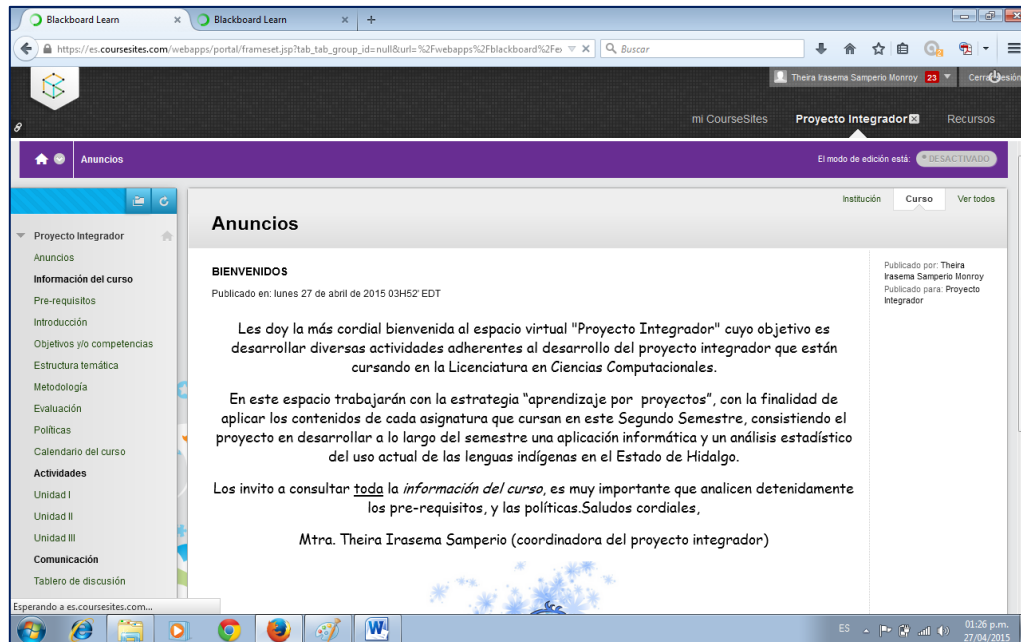 Blackboard Learn
Blackboard Learn
https://es.coursesites.com/webapps/portal/frameset.jsp?tab_tab_group_id=null&url=%2Fwebapps%2Fblackboard%2Fe
Buscar
Theira Irasema Samperio Monroy 23
Cerrar sesión
mi CourseSites Proyecto Integrador Recursos
Anuncios
El modo de edición está: DESACTIVADO
Institución Curso Ver todos
Proyecto Integrador
Anuncios
Información del curso
Pre-requisitos
Introducción
Objetivos y/o competencias
Estructura temática
Metodología
Evaluación
Políticas
Calendario del curso
Actividades
Unidad I
Unidad II
Unidad III
Comunicación
Tablero de discusión
Anuncios
BIENVENIDOS
Publicado en: lunes 27 de abril de 2015 03H52' EDT
Les doy la más cordial bienvenida al espacio virtual "Proyecto Integrador" cuyo objetivo es
desarrollar diversas actividades adherentes al desarrollo del proyecto integrador que están
cursando en la Licenciatura en Ciencias Computacionales.
En este espacio trabajarán con la estrategia “aprendizaje por proyectos”, con la finalidad de
aplicar los contenidos de cada asignatura que cursan en este Segundo Semestre, consistiendo el
proyecto en desarrollar a lo largo del semestre una aplicación informática y un análisis estadístico
del uso actual de las lenguas indígenas en el Estado de Hidalgo.
Los invito a consultar toda la información del curso, es muy importante que analicen detenidamente
los pre-requisitos, y las políticas.Saludos cordiales,
Mtra. Theira Irasema Samperio (coordinadora del proyecto integrador)
Publicado por: Theira
Irasema Samperio Monroy
Publicado para: Proyecto
Integrador
Esperando a es.coursesites.com...
ES
01:26 p.m.
27/04/2015